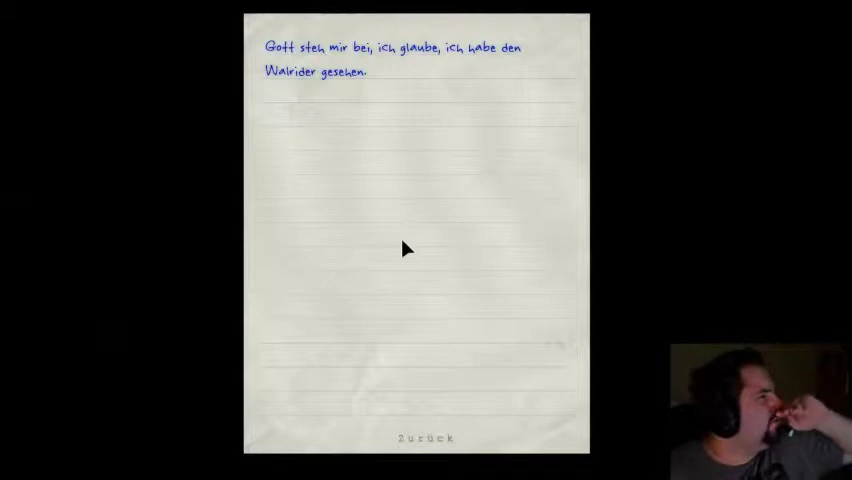 Gott steh mir bei, ich glaube, ich habe den
Walrider gesehen.
Zurück